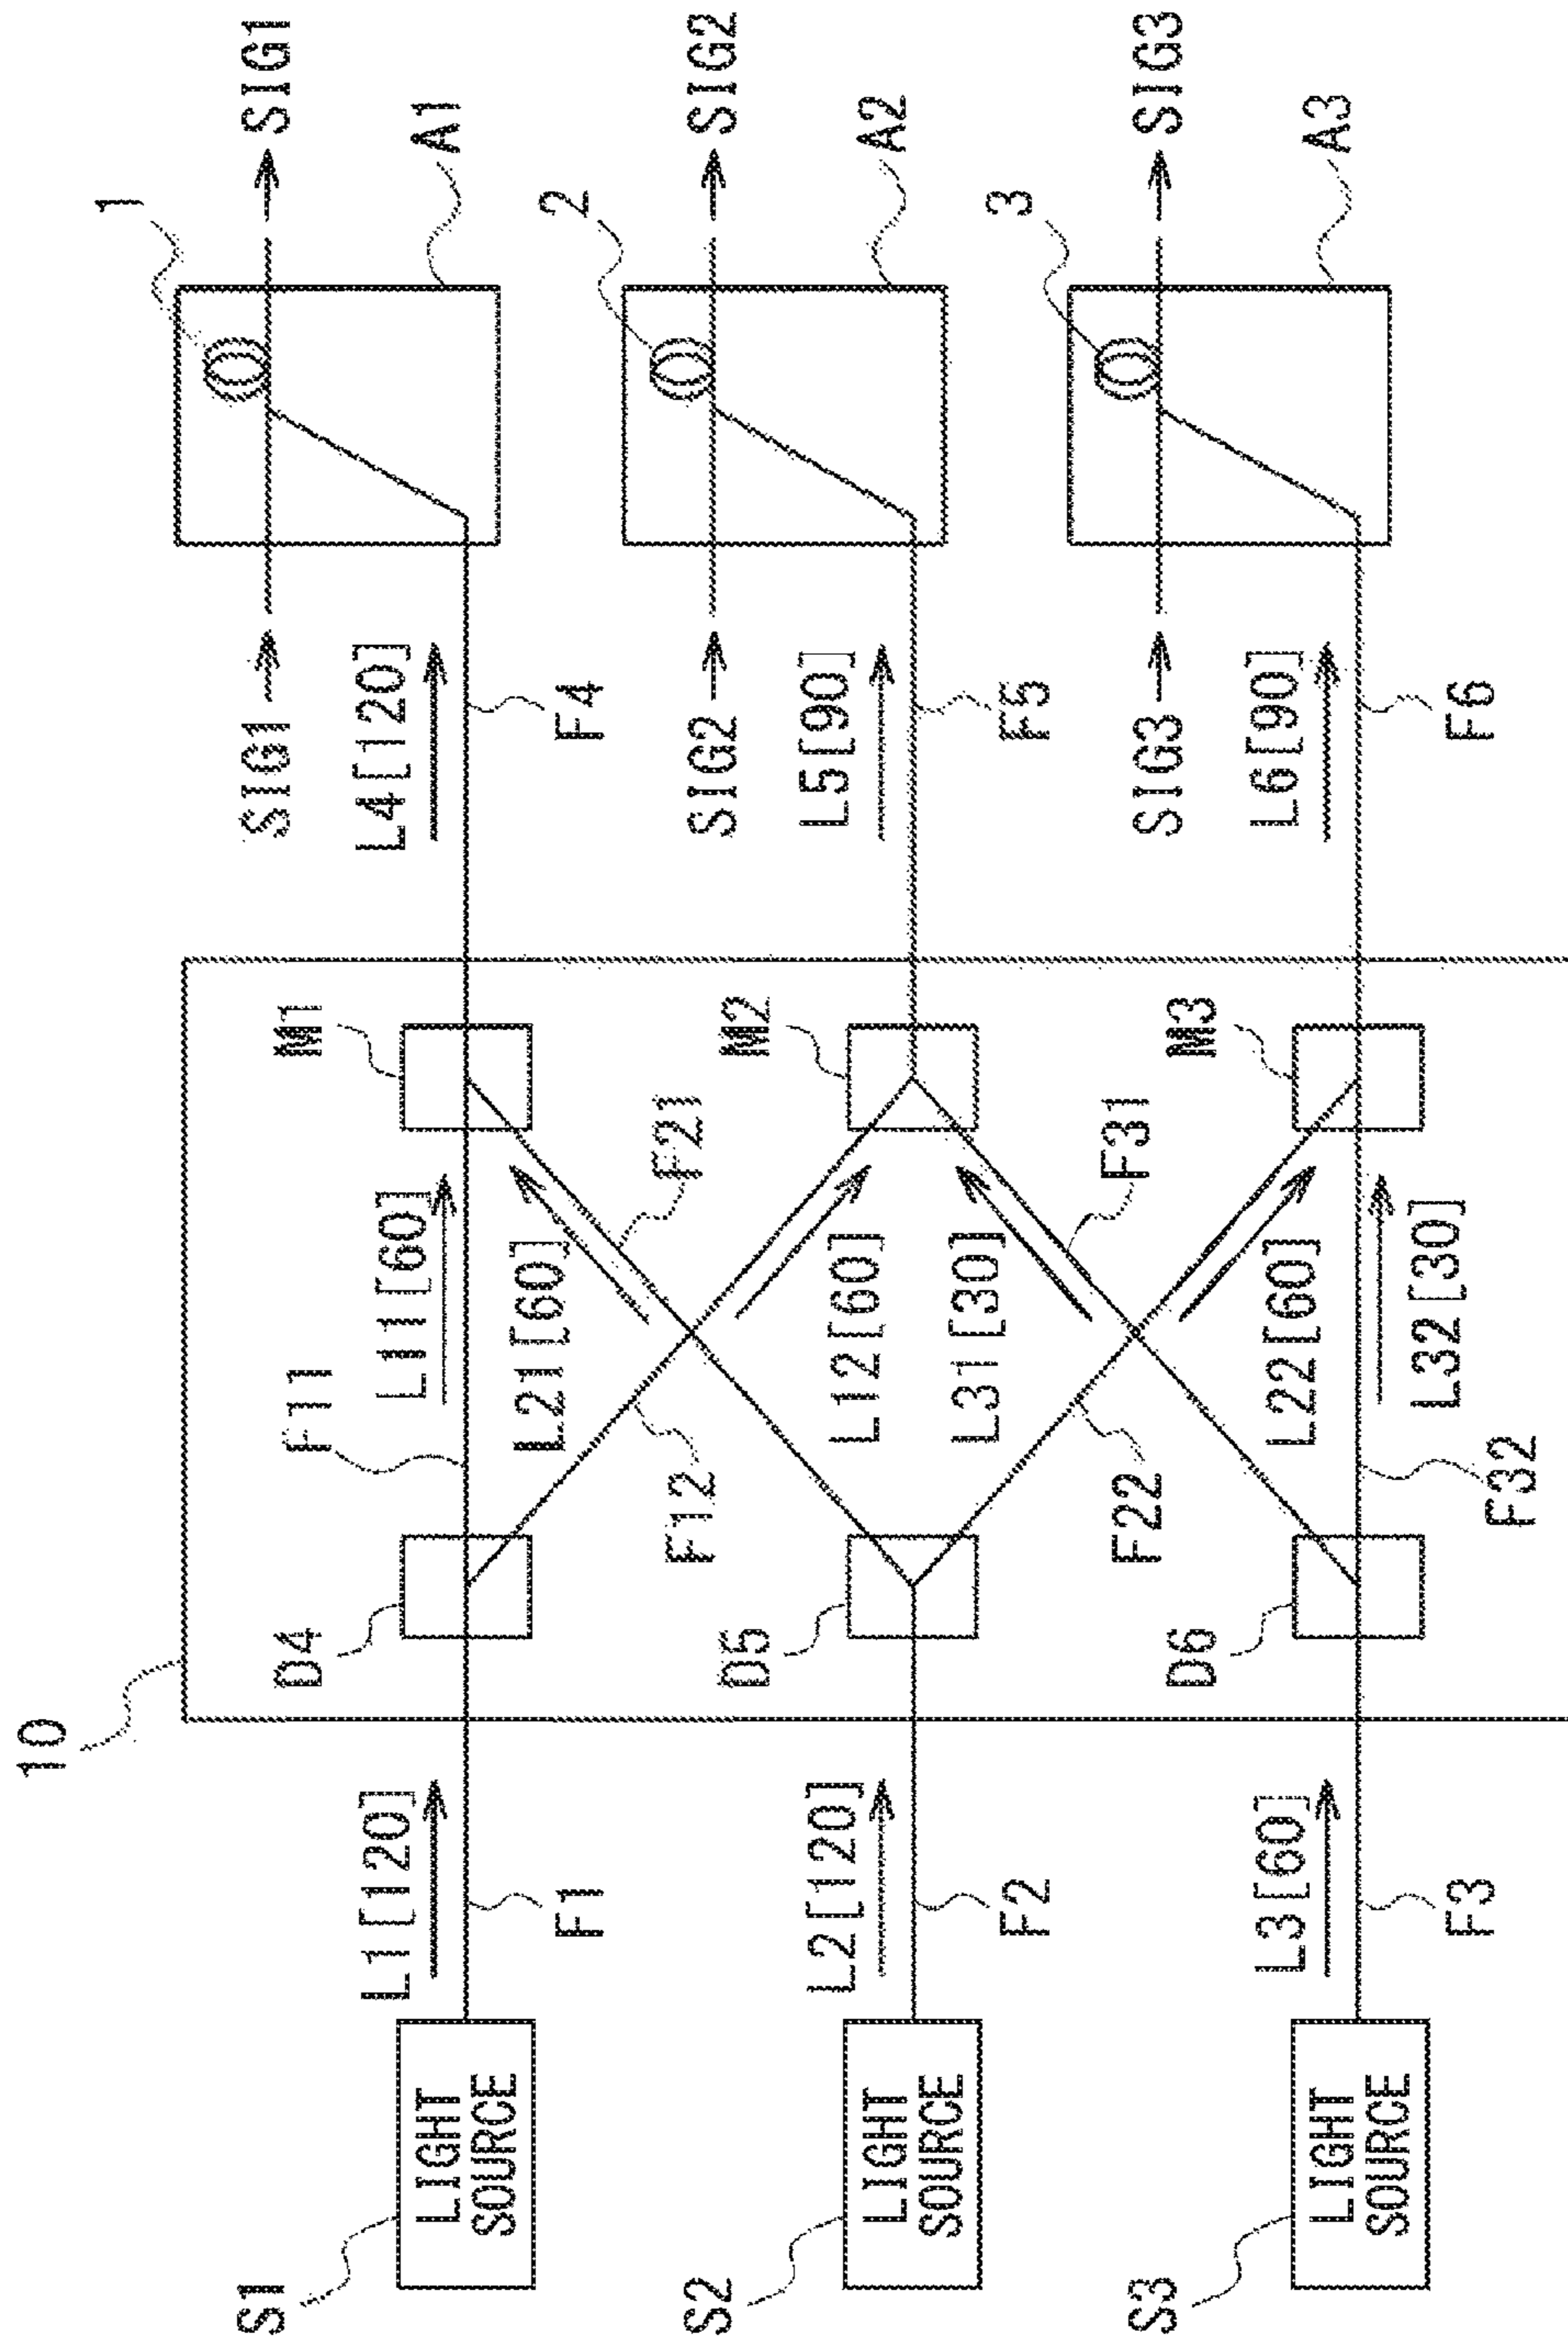 10
1
SIG1
SIG1
A1
S1
LIGHT
SOURCE
L1[120]
F1
D4
F11
L11[60]
M1
L4[120]
F4
L21[60]
F21
F12
2
SIG2
SIG2
A2
S2
LIGHT
SOURCE
L2[120]
F2
D5
L12[60]
M2
L5[90]
F5
L31[30]
F31
F22
3
SIG3
SIG3
A3
S3
LIGHT
SOURCE
L3[60]
F3
D6
L22[60]
M3
L6[90]
F6
L32[30]
F32